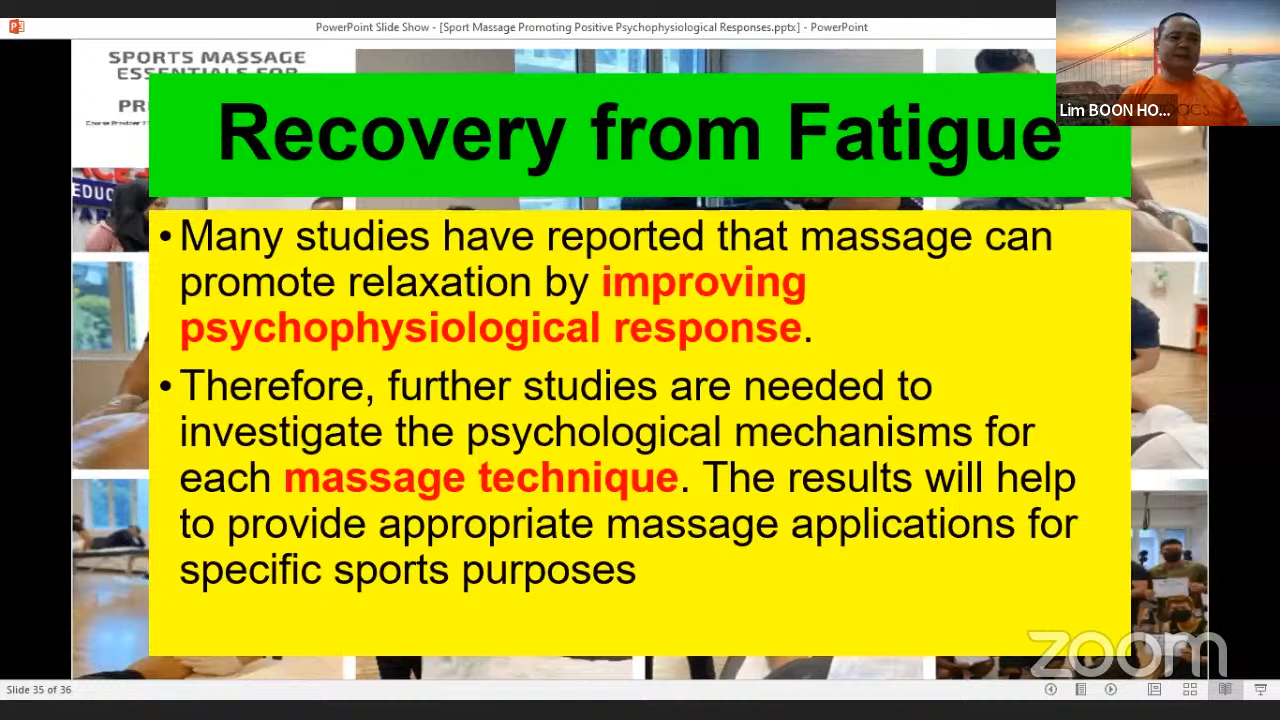 PowerPoint Slide Show - [Sport Massage Promoting Positive Psychophysiological Responses.pptx] - PowerPoint
SPORTS MASSAGE
ESSENTIALS FOR
Lim BOON HO...
Recovery from Fatigue
EDUC
• Many studies have reported that massage can
promote relaxation by improving
psychophysiological response.
• Therefore, further studies are needed to
investigate the psychological mechanisms for
each massage technique. The results will help
to provide appropriate massage applications for
specific sports purposes
zoom
Slide 35 of 36